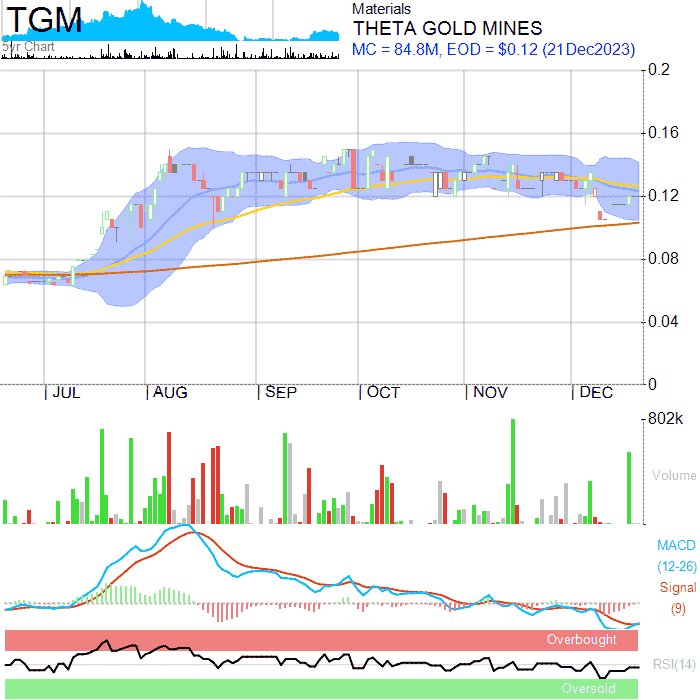 TGM
5yr Chart
Materials
THETA GOLD MINES
MC = 84.8M, EOD = $0.12 (21Dec2023)
0.2
0.16
0.12
0.08
0.04
0
JUL AUG SEP OCT NOV DEC
802k
Volume
MACD
(12-26)
Signal
(9)
Overbought
RSI(14)
Oversold